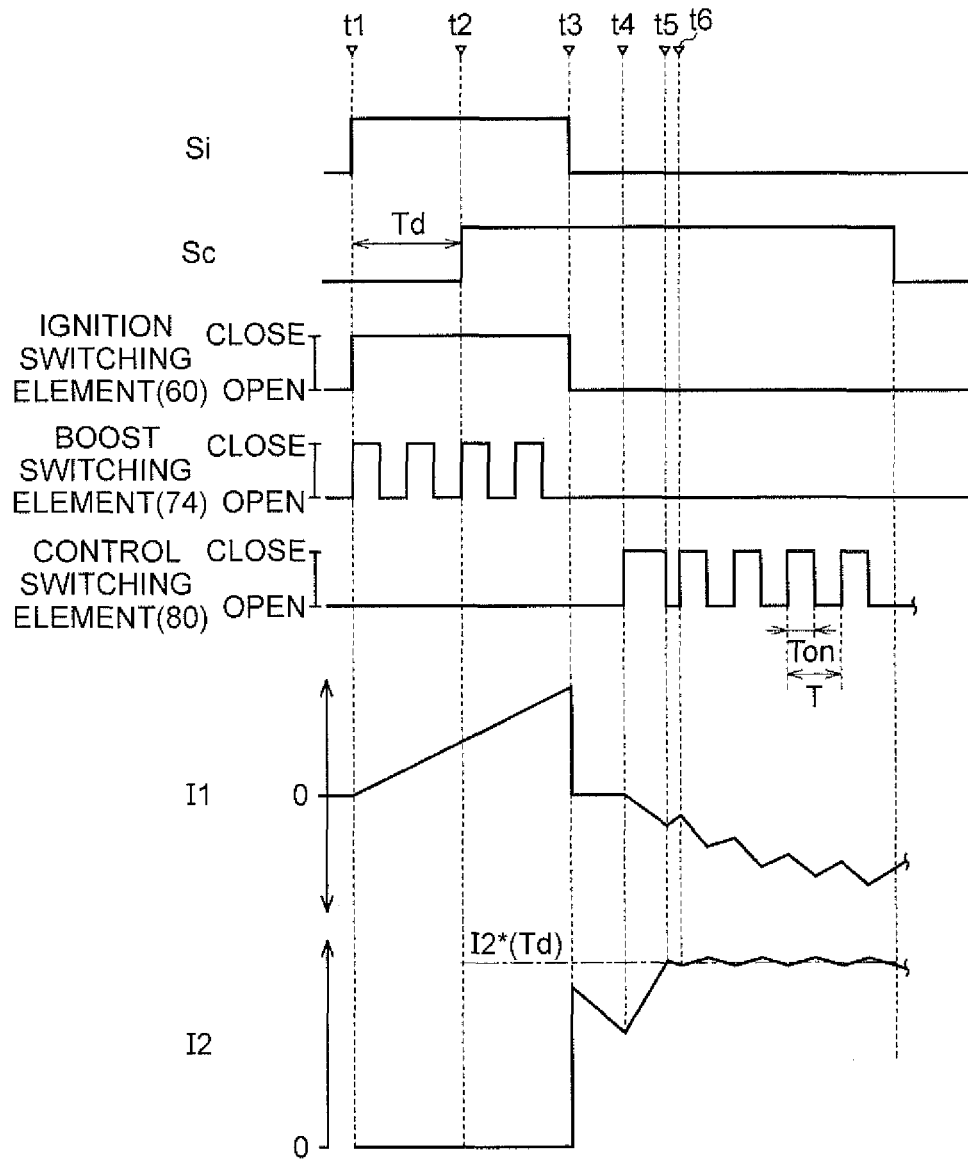 t1 t2 t3 t4 t5 t6
Si
Td
Sc
IGNITION
SWITCHING
ELEMENT(60)
CLOSE
OPEN
BOOST
SWITCHING
ELEMENT(74)
CLOSE
OPEN
CONTROL
SWITCHING
ELEMENT(80)
CLOSE
OPEN
Ton
T
I1
0
I2*(Td)
I2
0